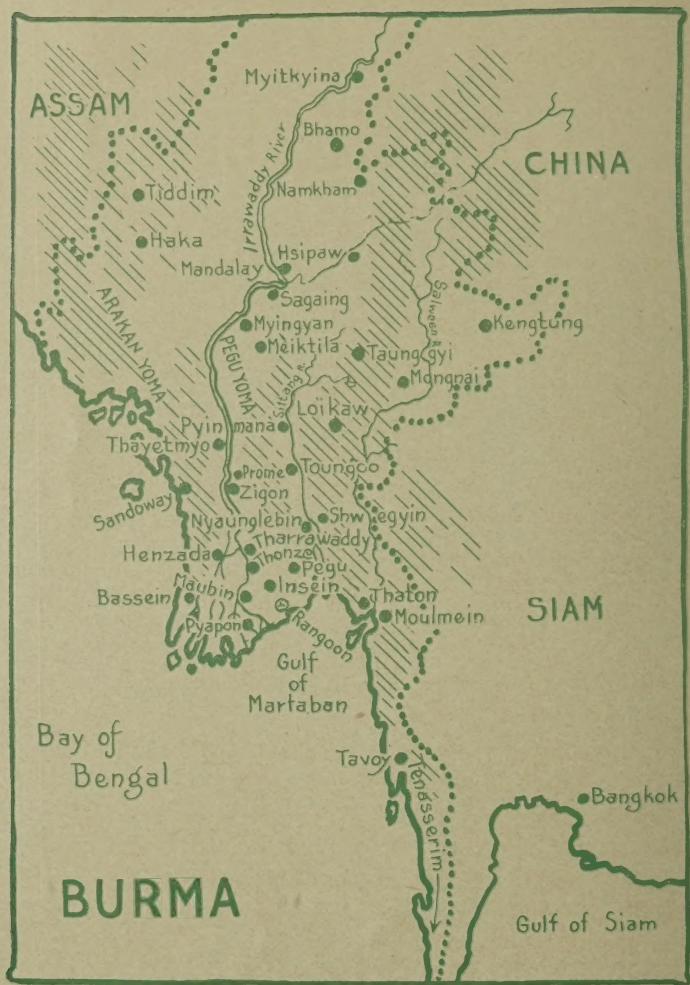 Myitkyina
ASSAM
Bhamo
CHINA
Irrawaddy River
Namkham
Tiddim
Haka
Hsipaw
Mandalay
Sagaing
Salween R.
ARAKAN YOMA
Myingyan
Kengtung
PEGU YOMA
Meiktila
Taunggyi
Sittang R.
Mongnai
Loikaw
Pyinmana
Thayetmyo
Prome
Toungoo
Zigon
Sandoway
Nyaunglebin
Shwegyin
Tharrawaddy
Henzada
Thonze
Pegu
Maubin
Insein
Bassein
Thaton
Moulmein
SIAM
Pyapon
Rangoon
Gulf
of
Martaban
Bay of
Bengal
Tavoy
Tenasserim
Bangkok
BURMA
Gulf of Siam